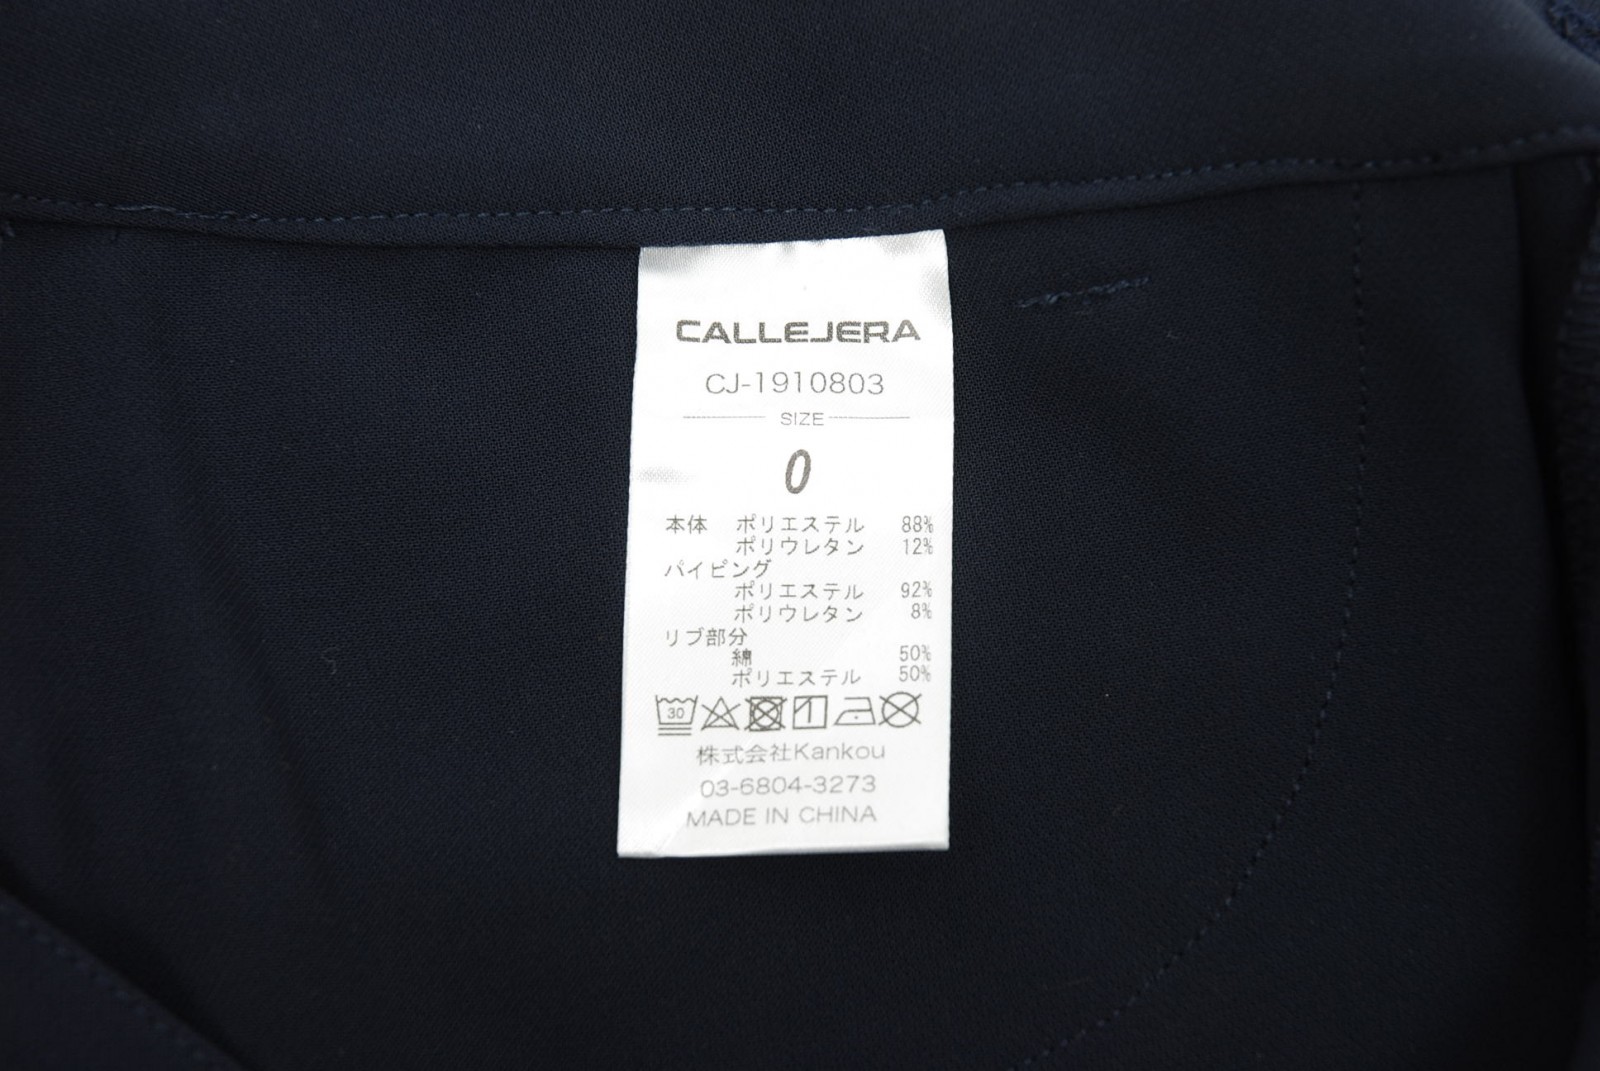 CALLEJERA
CJ-1910803
SIZE
0
本体 ポリエステル 88%
ポリウレタン 12%
パイピング
ポリエステル 92%
ポリウレタン 8%
リブ部分
綿 50%
ポリエステル 50%
30
株式会社Kankou
03-6804-3273
MADE IN CHINA